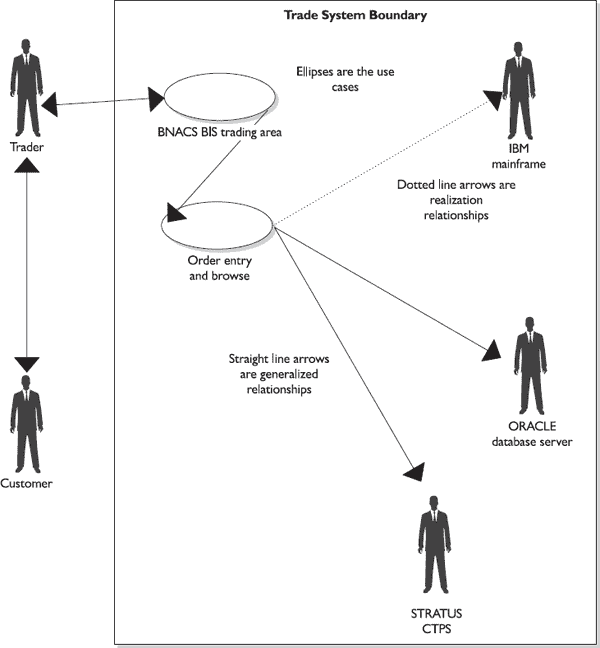 Trade System Boundary
Ellipses are the use
cases
Trader
BNACS BIS trading area
IBM
mainframe
Dotted line arrows are
realization
relationships
Order entry
and browse
Straight line arrows
are generalized
relationships
ORACLE
database server
Customer
STRATUS
CTPS